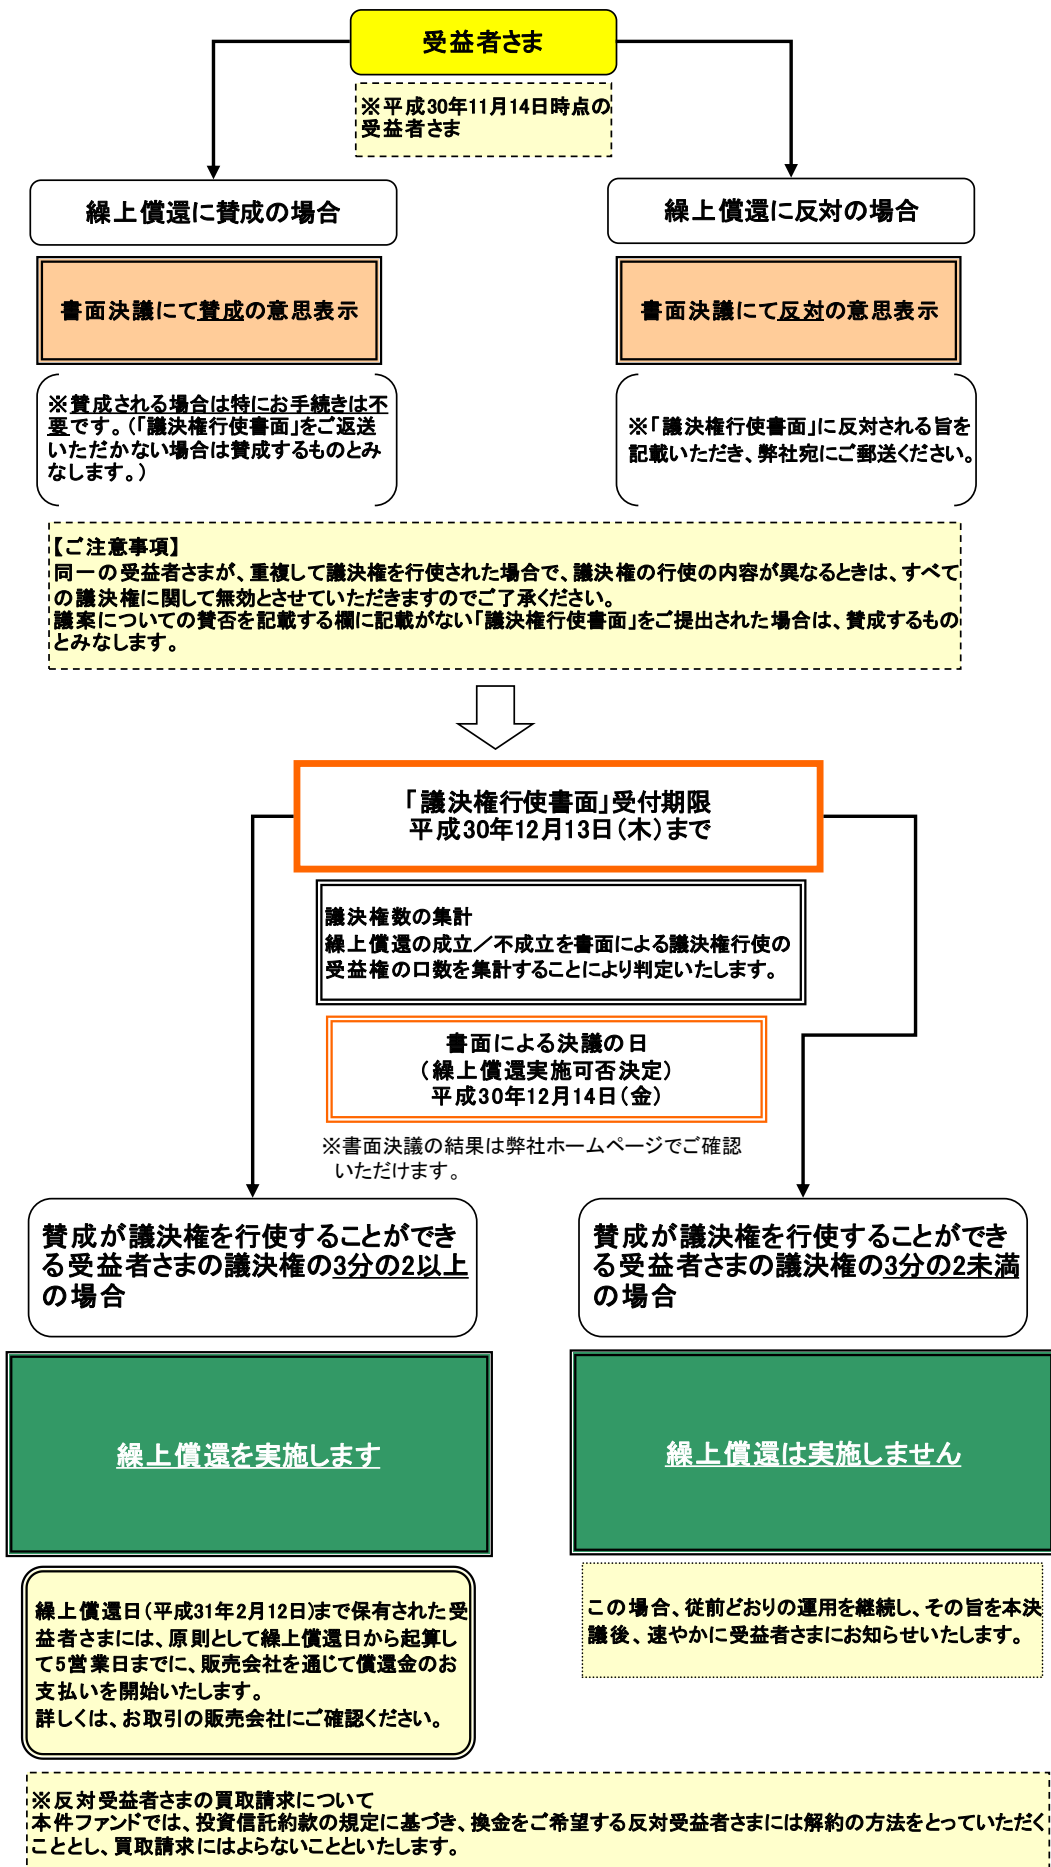 受益者さま
※平成30年11月14日時点の
受益者さま
繰上償還に賛成の場合
繰上償還に反対の場合
書面決議にて賛成の意思表示
書面決議にて反対の意思表示
※賛成される場合は特にお手続きは不
要です。(「議決権行使書面」をご返送
いただかない場合は賛成するものとみ
なします。)
※「議決権行使書面」に反対される旨を
記載いただき、弊社宛にご郵送ください。
【ご注意事項】
同一の受益者さまが、重複して議決権を行使された場合で、議決権の行使の内容が異なるときは、すべて
の議決権に関して無効とさせていただきますのでご了承ください。
議案についての賛否を記載する欄に記載がない「議決権行使書面」をご提出された場合は、賛成するもの
とみなします。
「議決権行使書面」受付期限
平成30年12月13日(木)まで
議決権数の集計
繰上償還の成立/不成立を書面による議決権行使の
受益権の口数を集計することにより判定いたします。
書面による決議の日
(繰上償還実施可否決定)
平成30年12月14日(金)
※書面決議の結果は弊社ホームページでご確認
いただけます。
賛成が議決権を行使することができ
る受益者さまの議決権の3分の2以上
の場合
賛成が議決権を行使することができ
る受益者さまの議決権の3分の2未満
の場合
繰上償還を実施します
繰上償還は実施しません
繰上償還日(平成31年2月12日)まで保有された受
益者さまには、原則として繰上償還日から起算し
て5営業日までに、販売会社を通じて償還金のお
支払いを開始いたします。
詳しくは、お取引の販売会社にご確認ください。
この場合、従前どおりの運用を継続し、その旨を本決
議後、速やかに受益者さまにお知らせいたします。
※反対受益者さまの買取請求について
本件ファンドでは、投資信託約款の規定に基づき、換金をご希望する反対受益者さまには解約の方法をとっていただく
こととし、買取請求にはよらないことといたします。